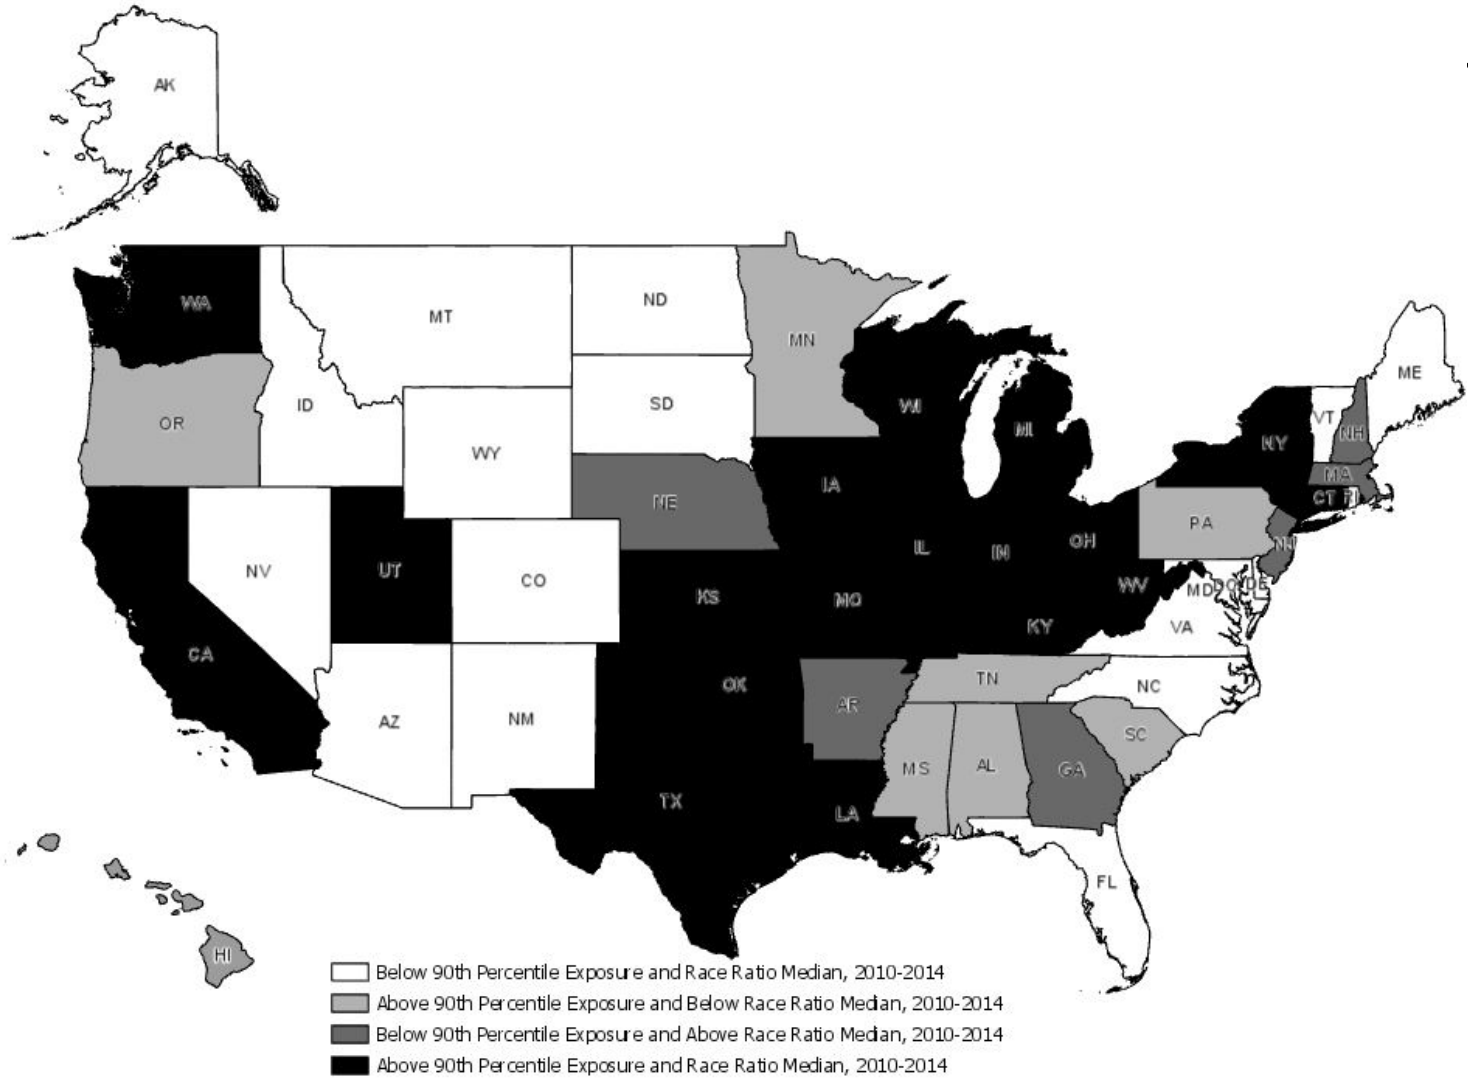 AK
WA
MT
ND
MN
OR
ID
WY
SD
WI
MI
NY
VT
NH
ME
MA
CT RI
NE
IA
PA
NJ
NV
UT
CO
KS
MO
IL
IN
OH
WV
MD DC DE
VA
KY
CA
AZ
NM
OK
AR
TN
NC
SC
TX
LA
MS
AL
GA
FL
HI
Below 90th Percentile Exposure and Race Ratio Median, 2010-2014
Above 90th Percentile Exposure and Below Race Ratio Median, 2010-2014
Below 90th Percentile Exposure and Above Race Ratio Median, 2010-2014
Above 90th Percentile Exposure and Race Ratio Median, 2010-2014